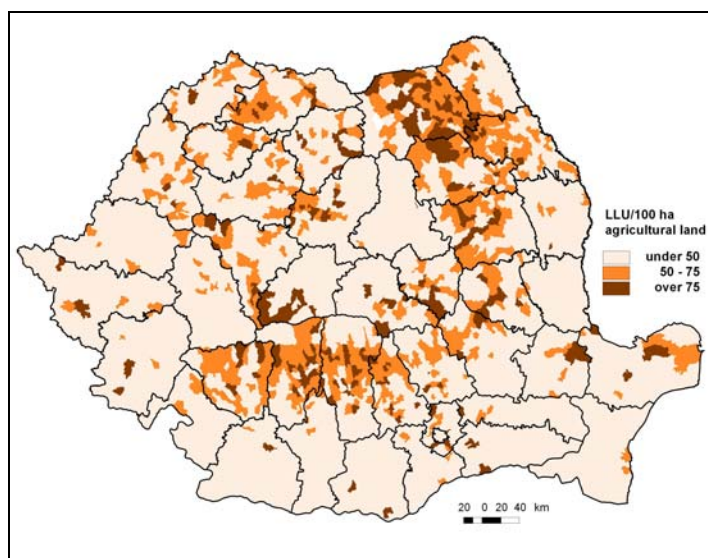 LLU/100 ha
agricultural land
under 50
50 - 75
over 75
20 0 20 40 km